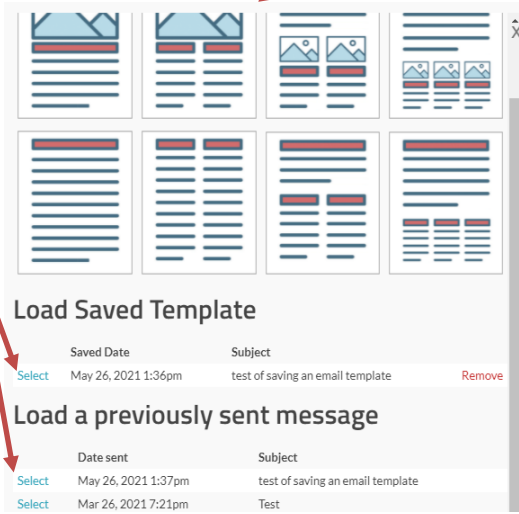 X
Load Saved Template
Saved Date Subject
Select May 26, 2021 1:36pm test of saving an email template Remove
Load a previously sent message
Date sent Subject
Select May 26, 2021 1:37pm test of saving an email template
Select Mar 26, 2021 7:21pm Test